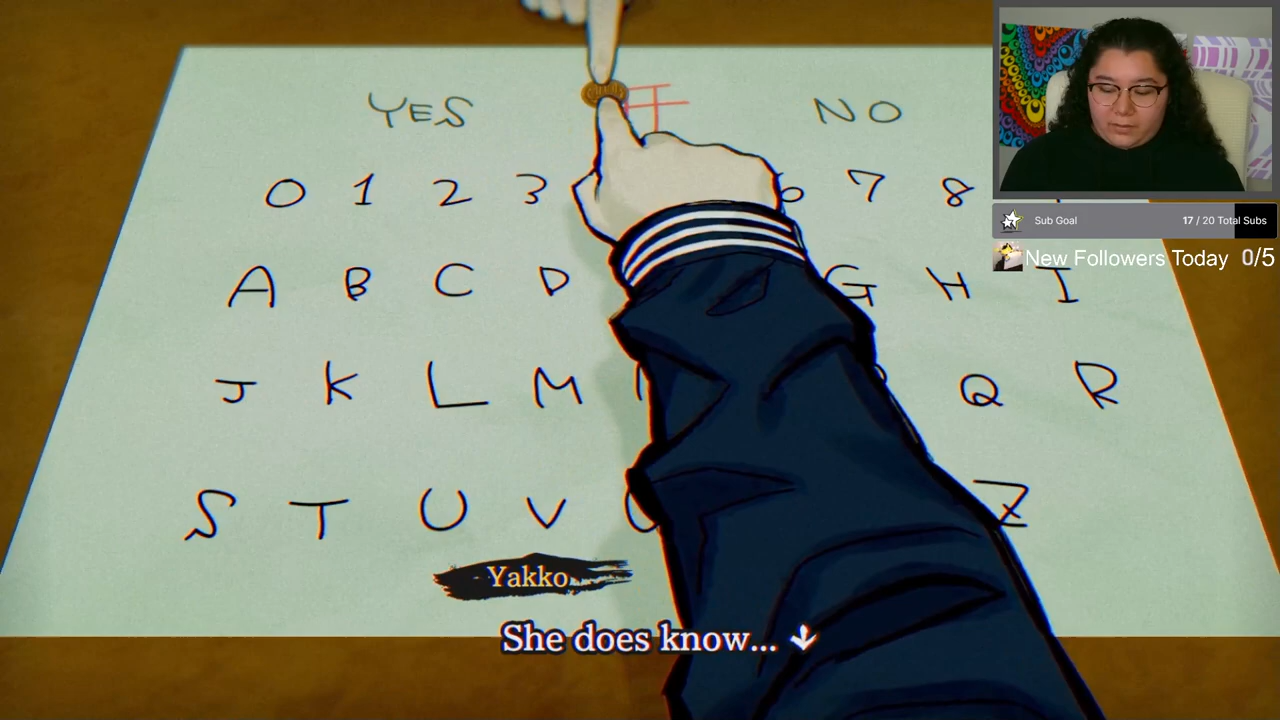 YES NO
0 1 2 3 6 7 8
A B C D G H I
J K L M Q R
S T U V Z
Yakko
She does know...
Sub Goal 17 / 20 Total Subs
New Followers Today 0/5